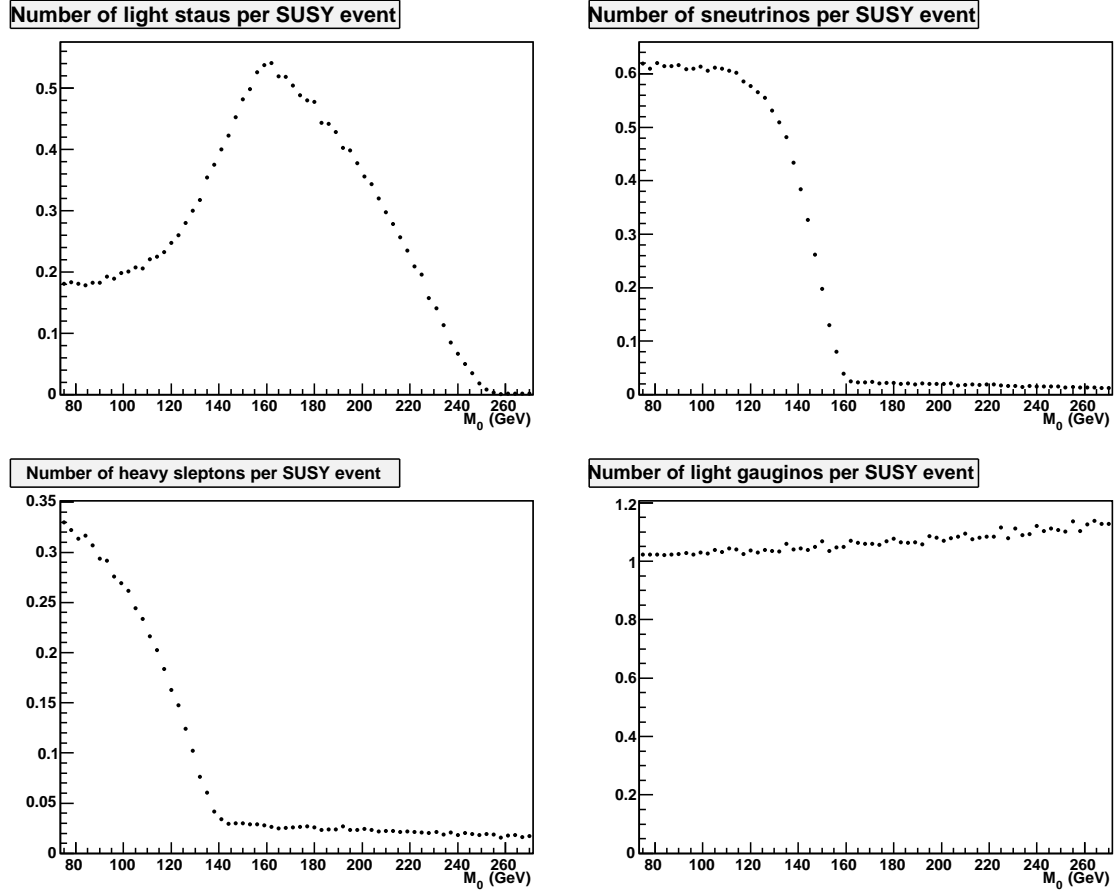 Number of light staus per SUSY event
0.5
0.4
0.3
0.2
0.1
0
80 100 120 140 160 180 200 220 240 260
M0 (GeV)
Number of sneutrinos per SUSY event
0.6
0.5
0.4
0.3
0.2
0.1
0
80 100 120 140 160 180 200 220 240 260
M0 (GeV)
Number of heavy sleptons per SUSY event
0.35
0.3
0.25
0.2
0.15
0.1
0.05
0
80 100 120 140 160 180 200 220 240 260
M0 (GeV)
Number of light gauginos per SUSY event
1.2
1
0.8
0.6
0.4
0.2
0
80 100 120 140 160 180 200 220 240 260
M0 (GeV)